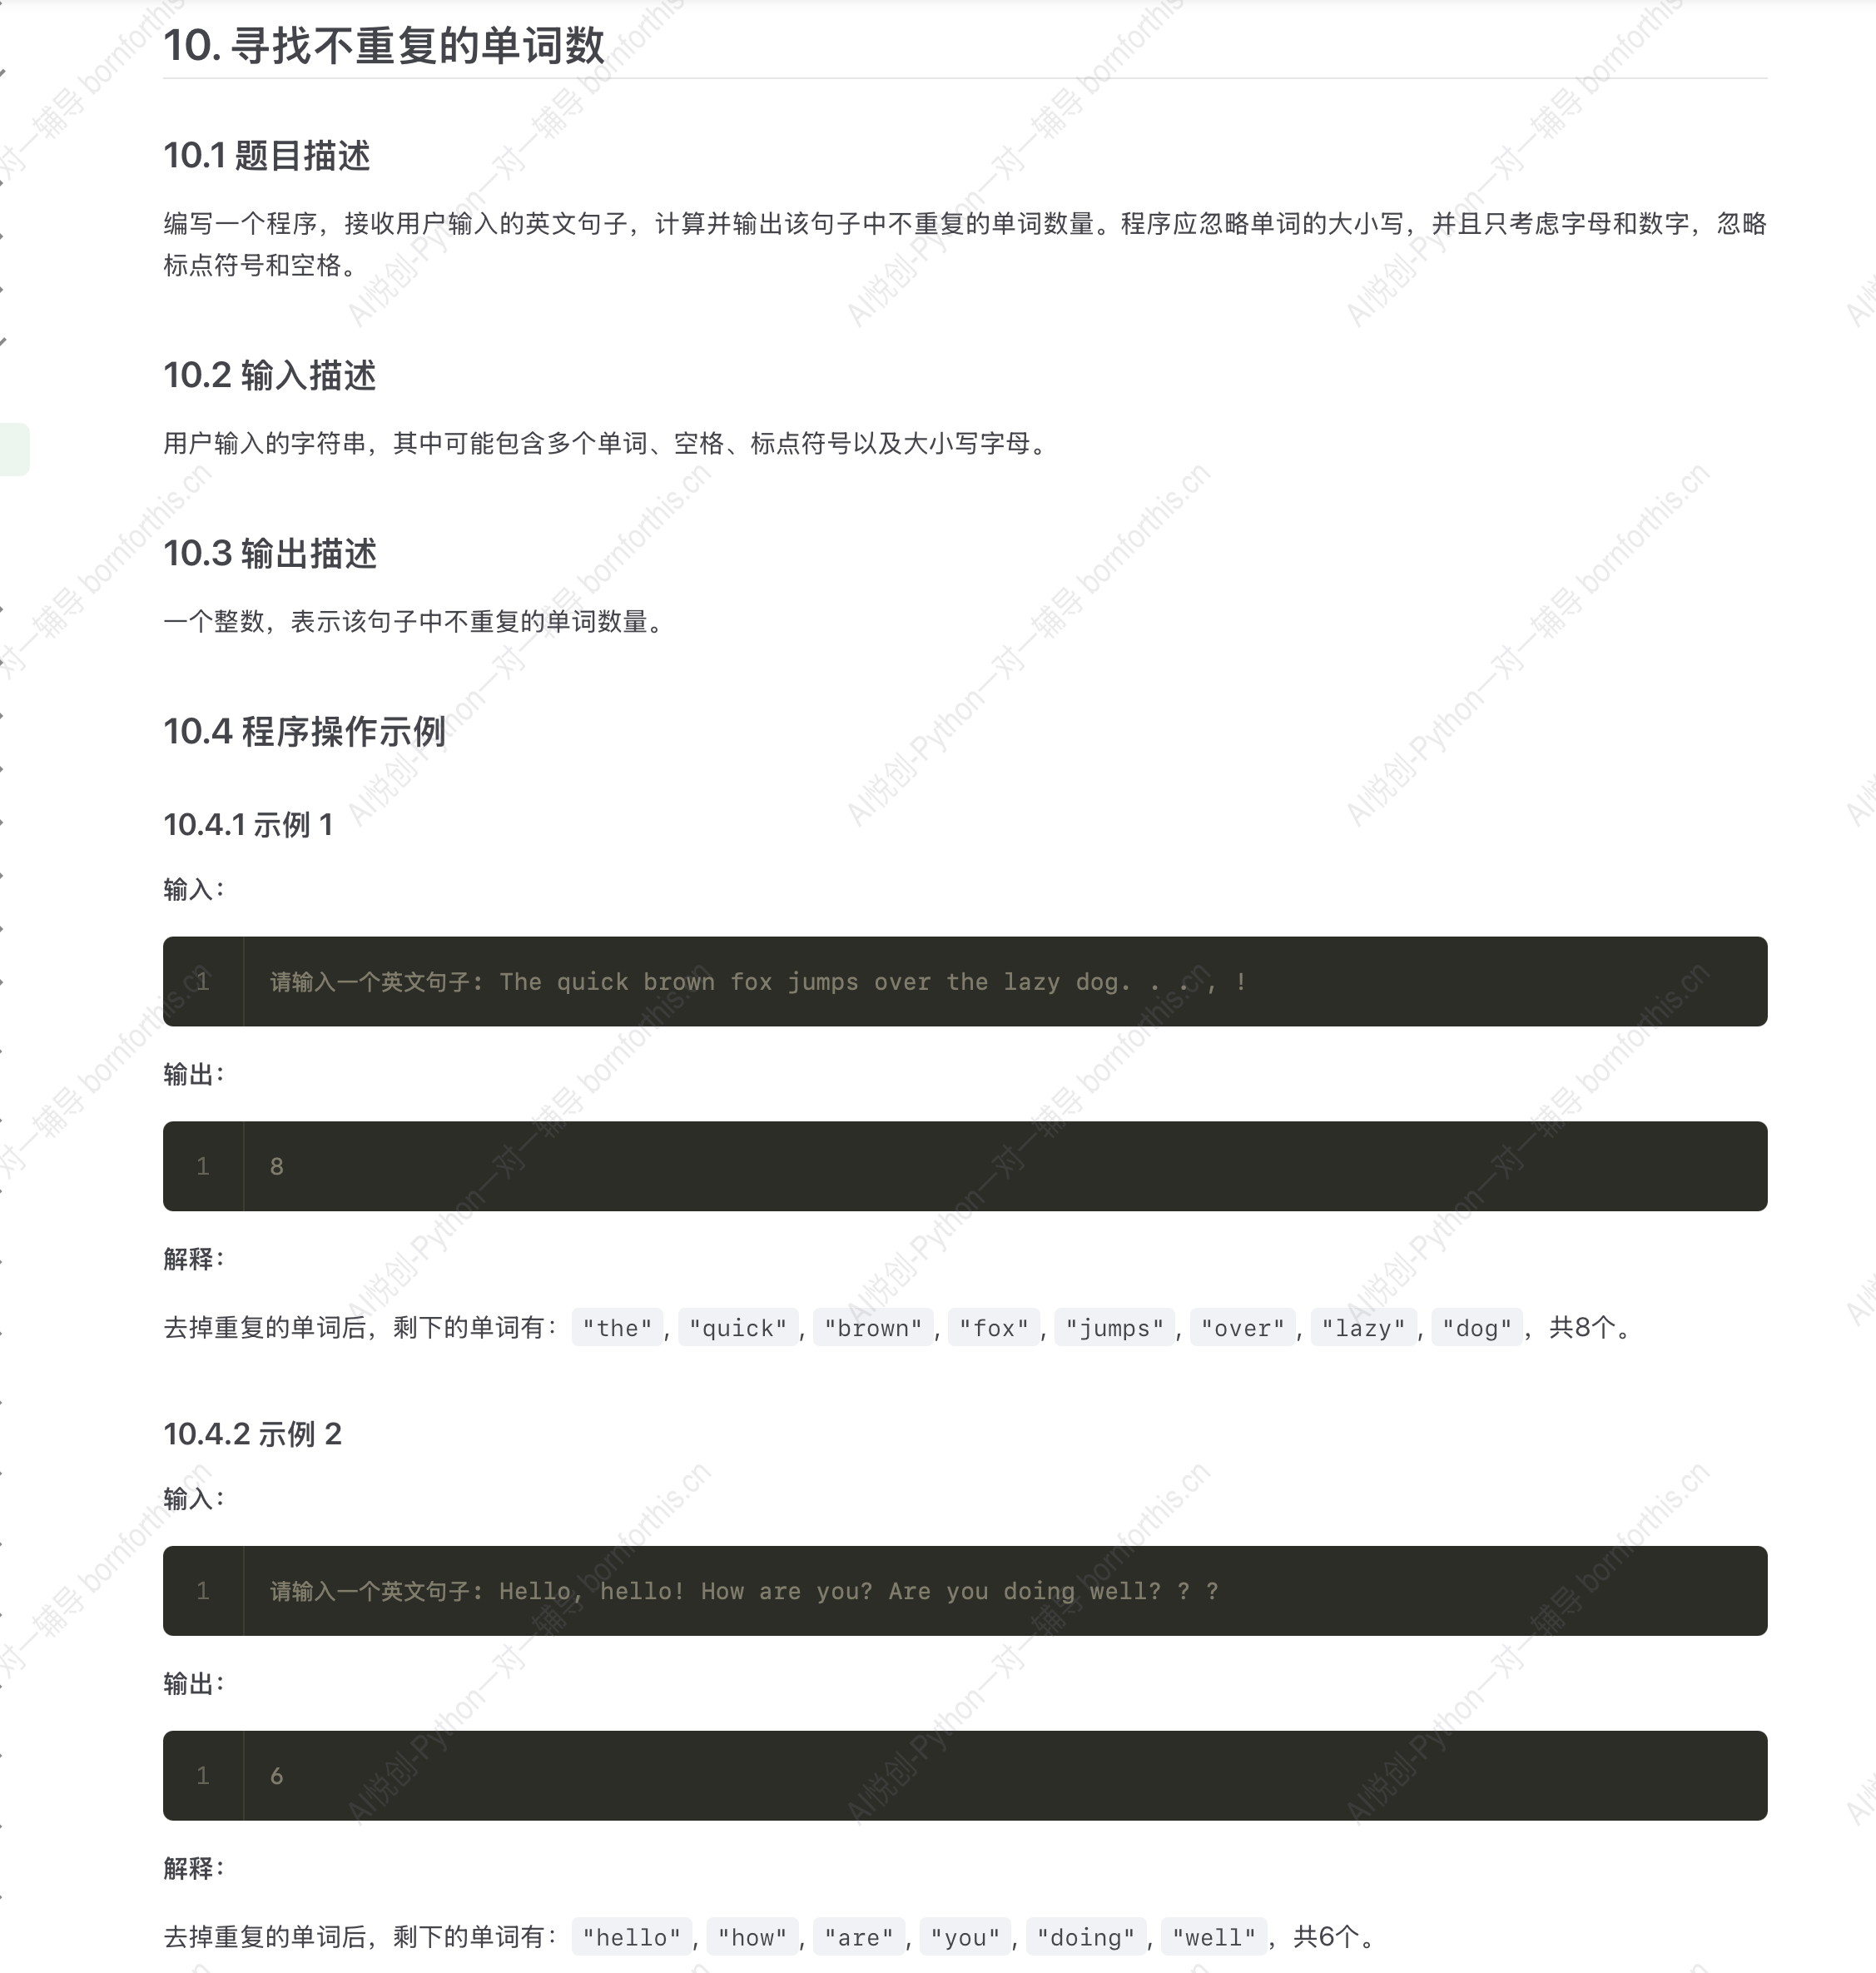 10. 寻找不重复的单词数
10.1 题目描述
编写一个程序，接收用户输入的英文句子，计算并输出该句子中不重复的单词数量。程序应忽略单词的大小写，并且只考虑字母和数字，忽略
标点符号和空格。
10.2 输入描述
用户输入的字符串，其中可能包含多个单词、空格、标点符号以及大小写字母。
10.3 输出描述
一个整数，表示该句子中不重复的单词数量。
10.4 程序操作示例
10.4.1 示例 1
输入：
1 请输入一个英文句子: The quick brown fox jumps over the lazy dog. . . , !
输出：
1 8
解释：
去掉重复的单词后，剩下的单词有： "the", "quick", "brown", "fox", "jumps", "over", "lazy", "dog"，共8个。
10.4.2 示例 2
输入：
1 请输入一个英文句子: Hello, hello! How are you? Are you doing well? ? ?
输出：
1 6
解释：
去掉重复的单词后，剩下的单词有： "hello", "how", "are", "you", "doing", "well"，共6个。
AI悦创-Python一对一辅导 bornforthis.cn